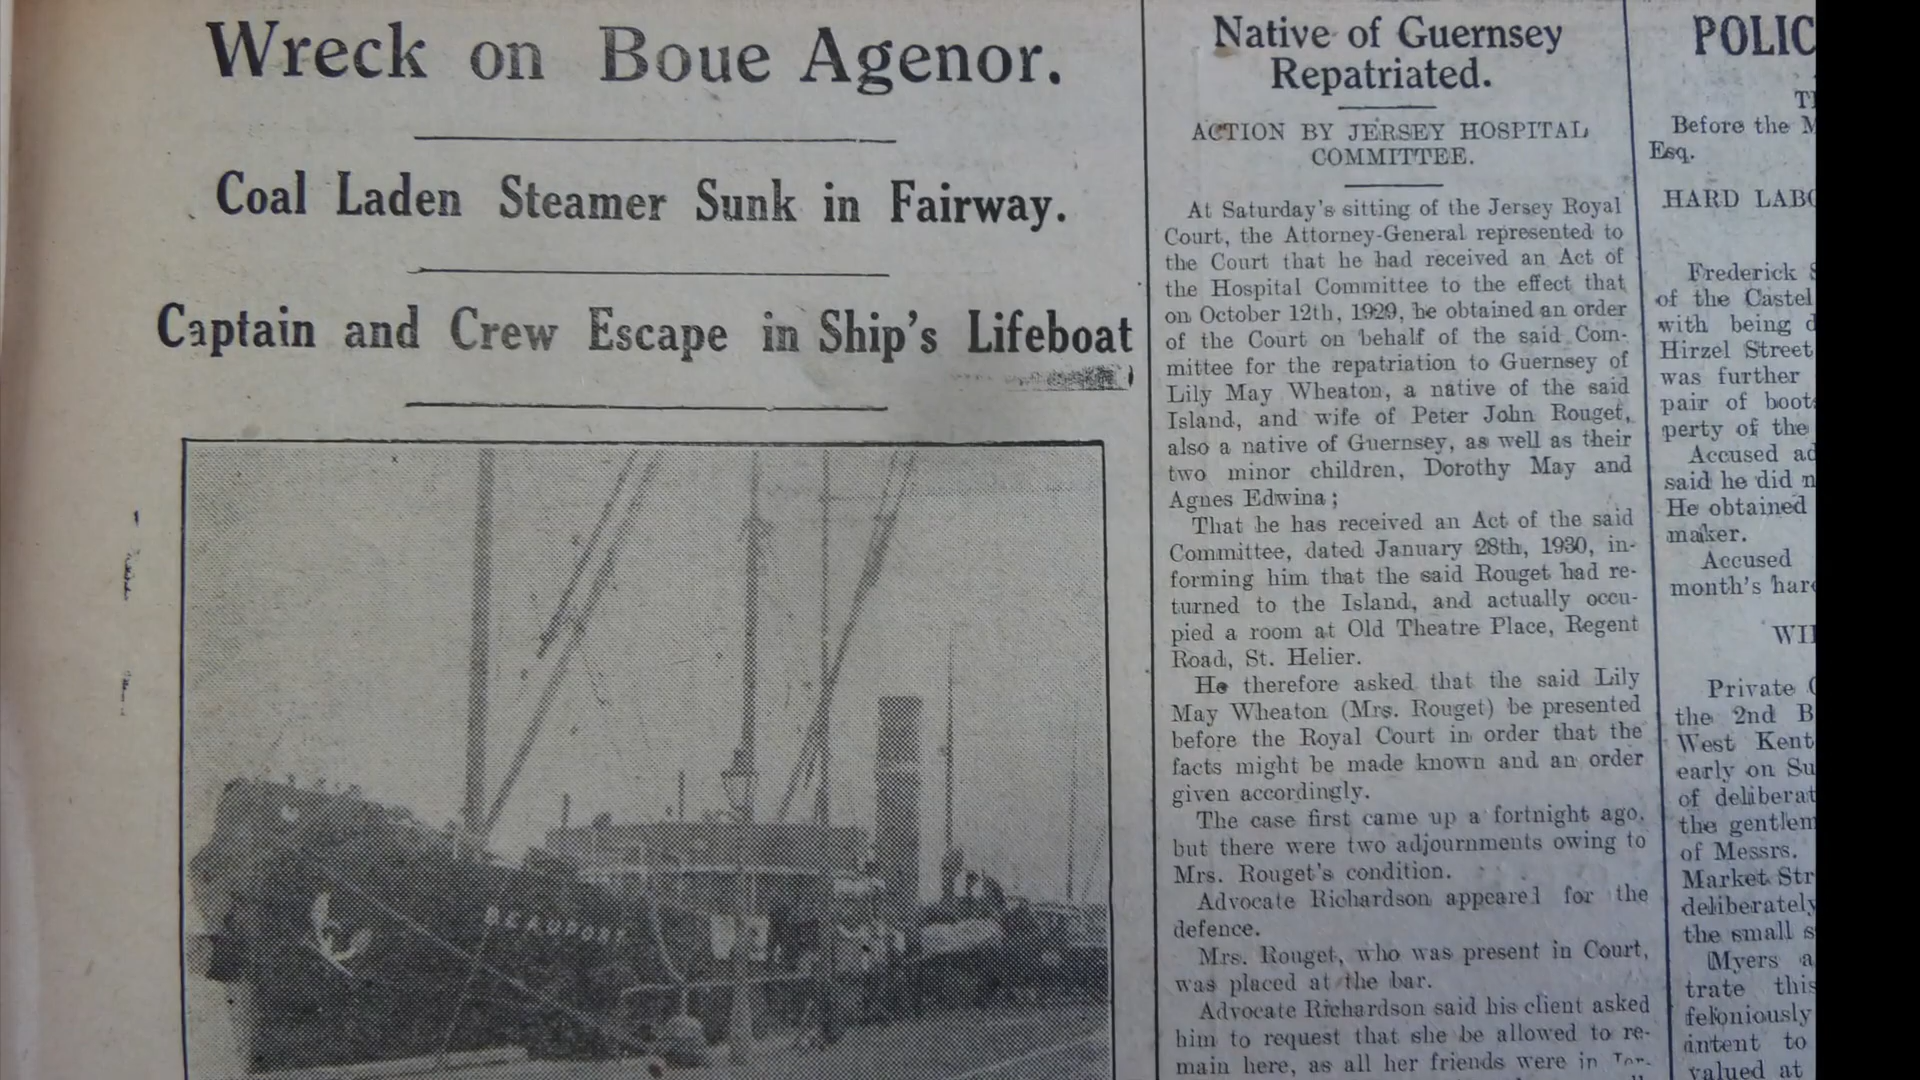 Wreck on Boue Agenor.
Coal Laden Steamer Sunk in Fairway.
Captain and Crew Escape in Ship's Lifeboat
BEAUPORT
Native of Guernsey
Repatriated.
ACTION BY JERSEY HOSPITAL
COMMITTEE.
At Saturday's sitting of the Jersey Royal
Court, the Attorney-General represented to
the Court that he had received an Act of
the Hospital Committee to the effect that
on October 12th, 1929, he obtained an order
of the Court on behalf of the said Com-
mittee for the repatriation to Guernsey of
Lily May Wheaton, a native of the said
Island, and wife of Peter John Rouget,
also a native of Guernsey, as well as their
two minor children, Dorothy May and
Agnes Edwina;
That he has received an Act of the said
Committee, dated January 28th, 1930, in-
forming him that the said Rouget had re-
turned to the Island, and actually occu-
pied a room at Old Theatre Place, Regent
Road, St. Helier.
He therefore asked that the said Lily
May Wheaton (Mrs. Rouget) be presented
before the Royal Court in order that the
facts might be made known and an order
given accordingly.
The case first came up a fortnight ago,
but there were two adjournments owing to
Mrs. Rouget's condition.
Advocate Richardson appeared for the
defence.
Mrs. Rouget, who was present in Court,
was placed at the bar.
Advocate Richardson said his client asked
him to request that she be allowed to re-
main here, as all her friends were in
POLIC
Before the M
Esq.
HARD LABO
Frederick S
of the Castel
with being d
Hirzel Street
was further
pair of boots
perty of the
Accused ad
said he did n
He obtained
maker.
Accused
month's hard
WIL
Private
the 2nd B
West Kent
early on Su
of deliberat
the gentlem
of Messrs.
Market Str
deliberately
the small s
Myers a
trate this
feloniously
intent to
valued at